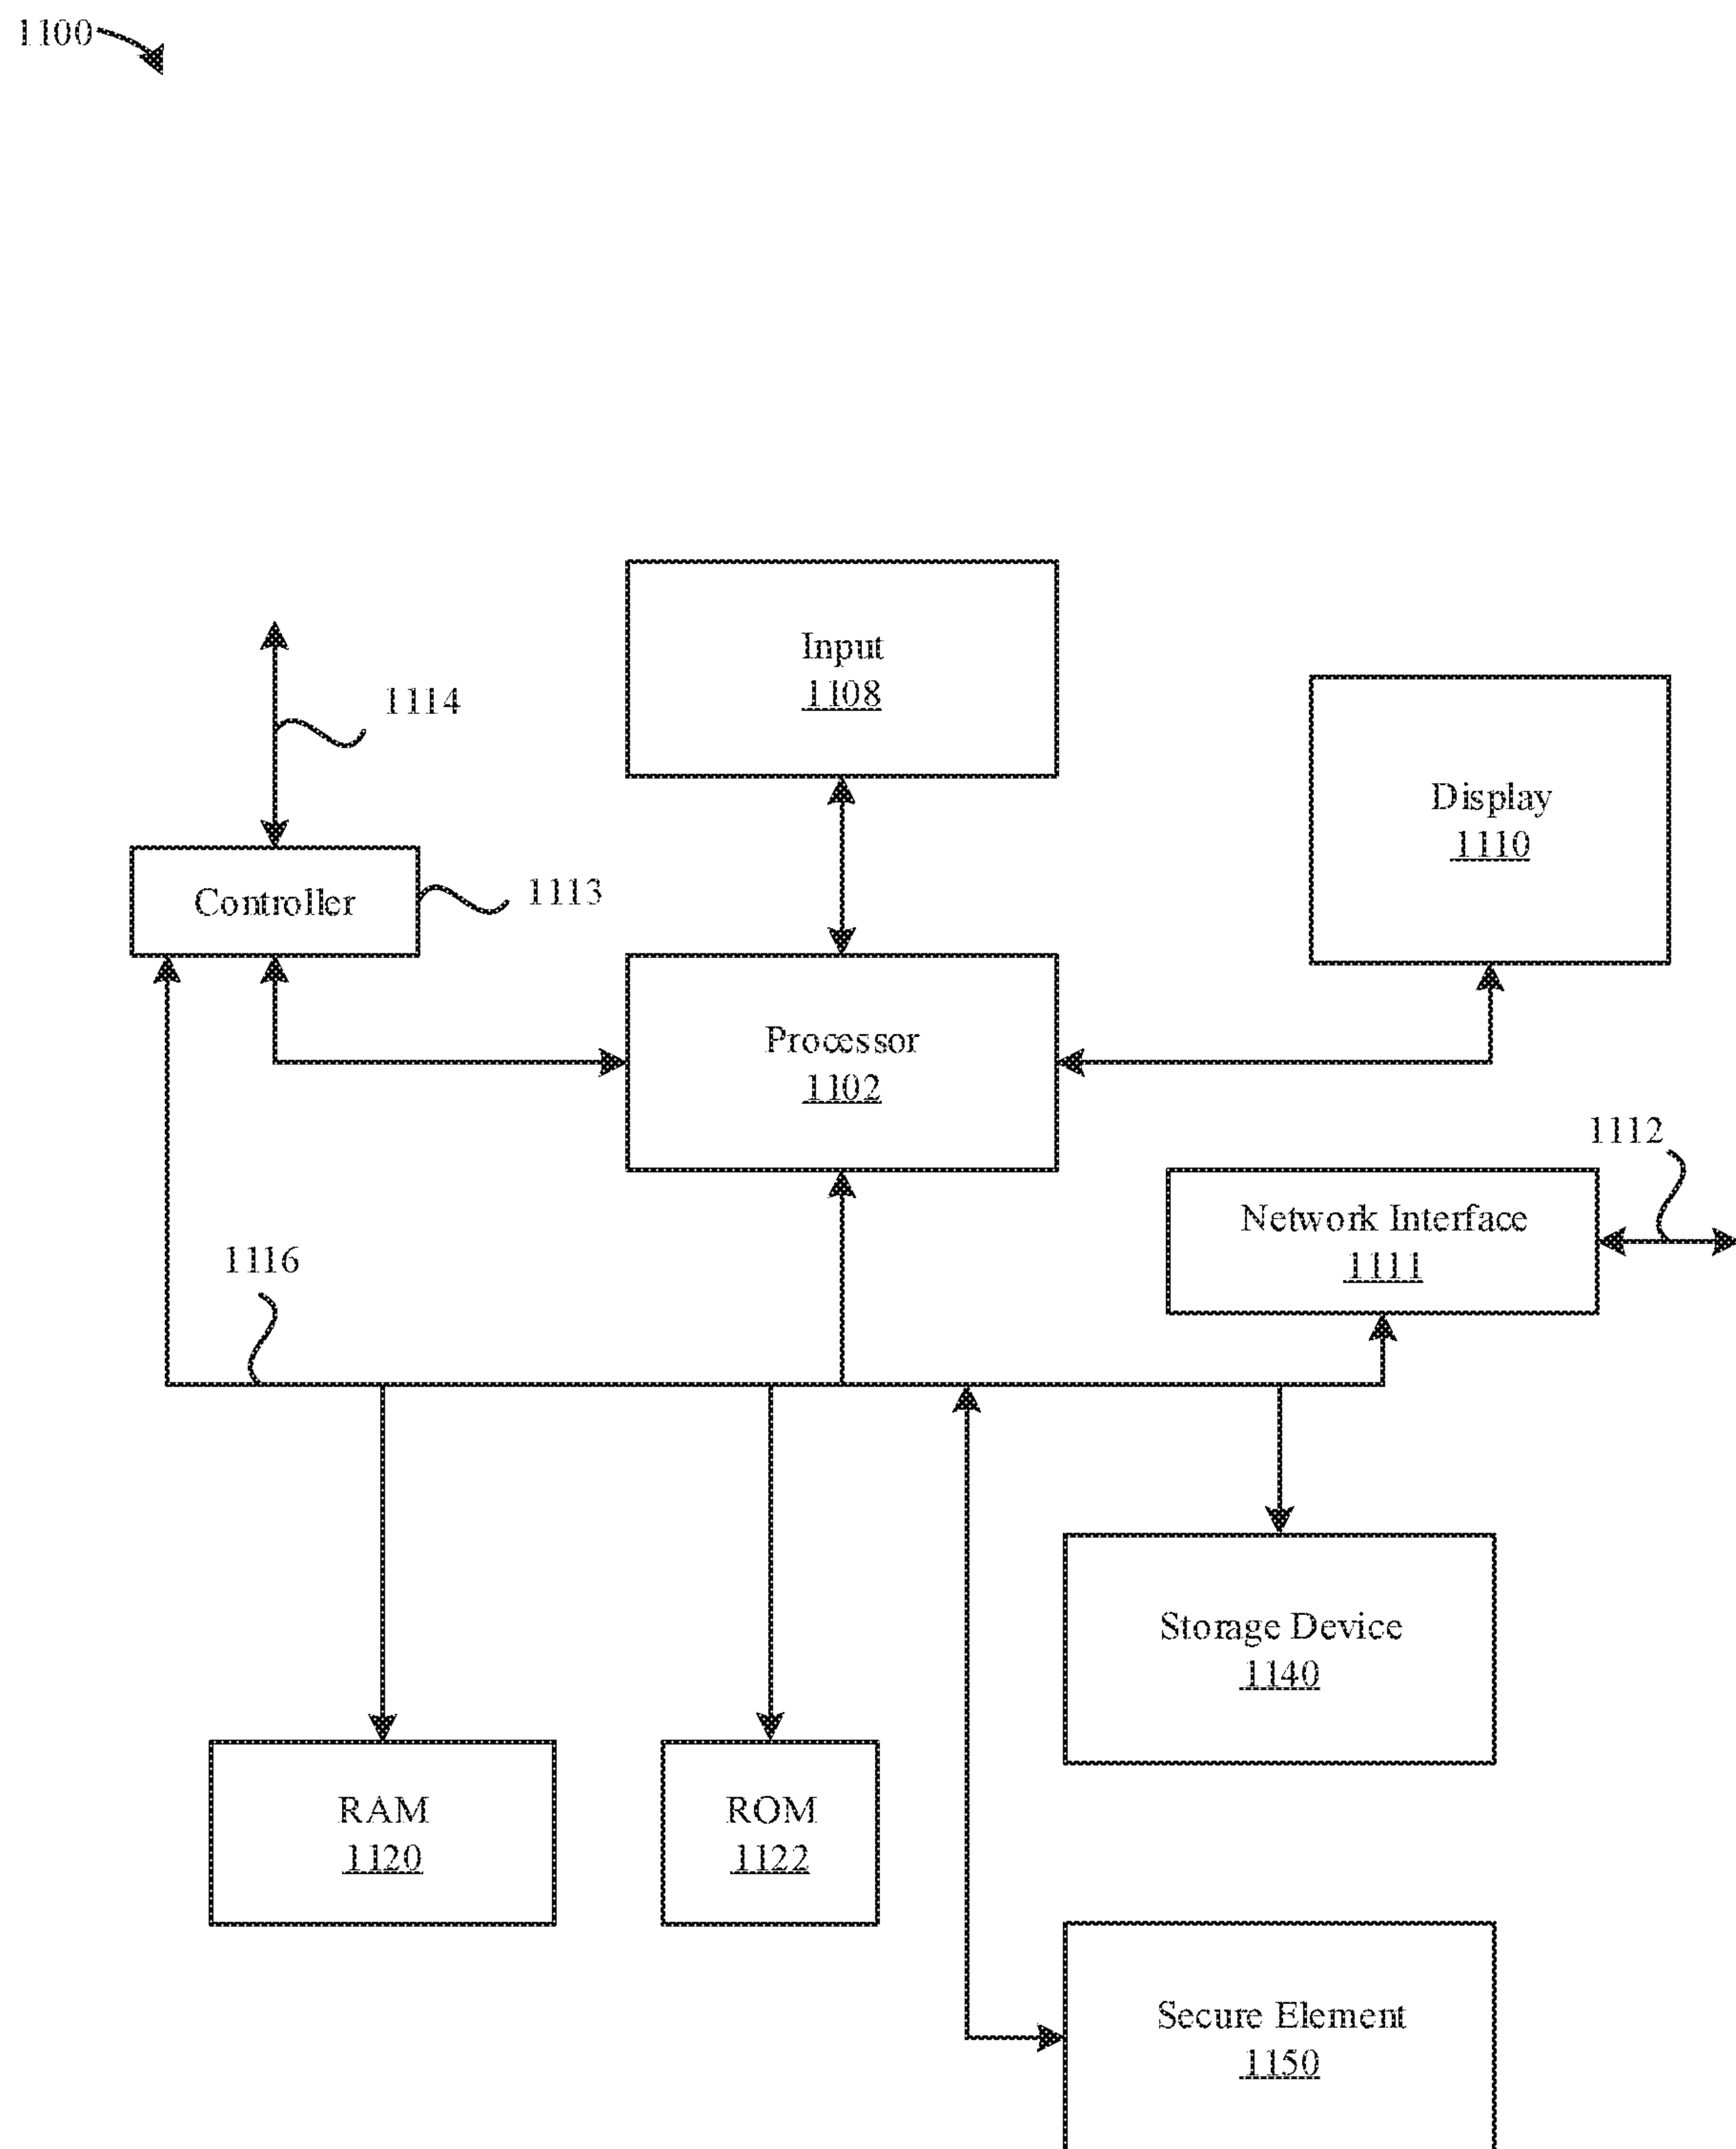 1100
Input
1108
1114
Display
1110
Controller
1113
Processor
1102
1112
Network Interface
1111
1116
Storage Device
1140
RAM
1120
ROM
1122
Secure Element
1150